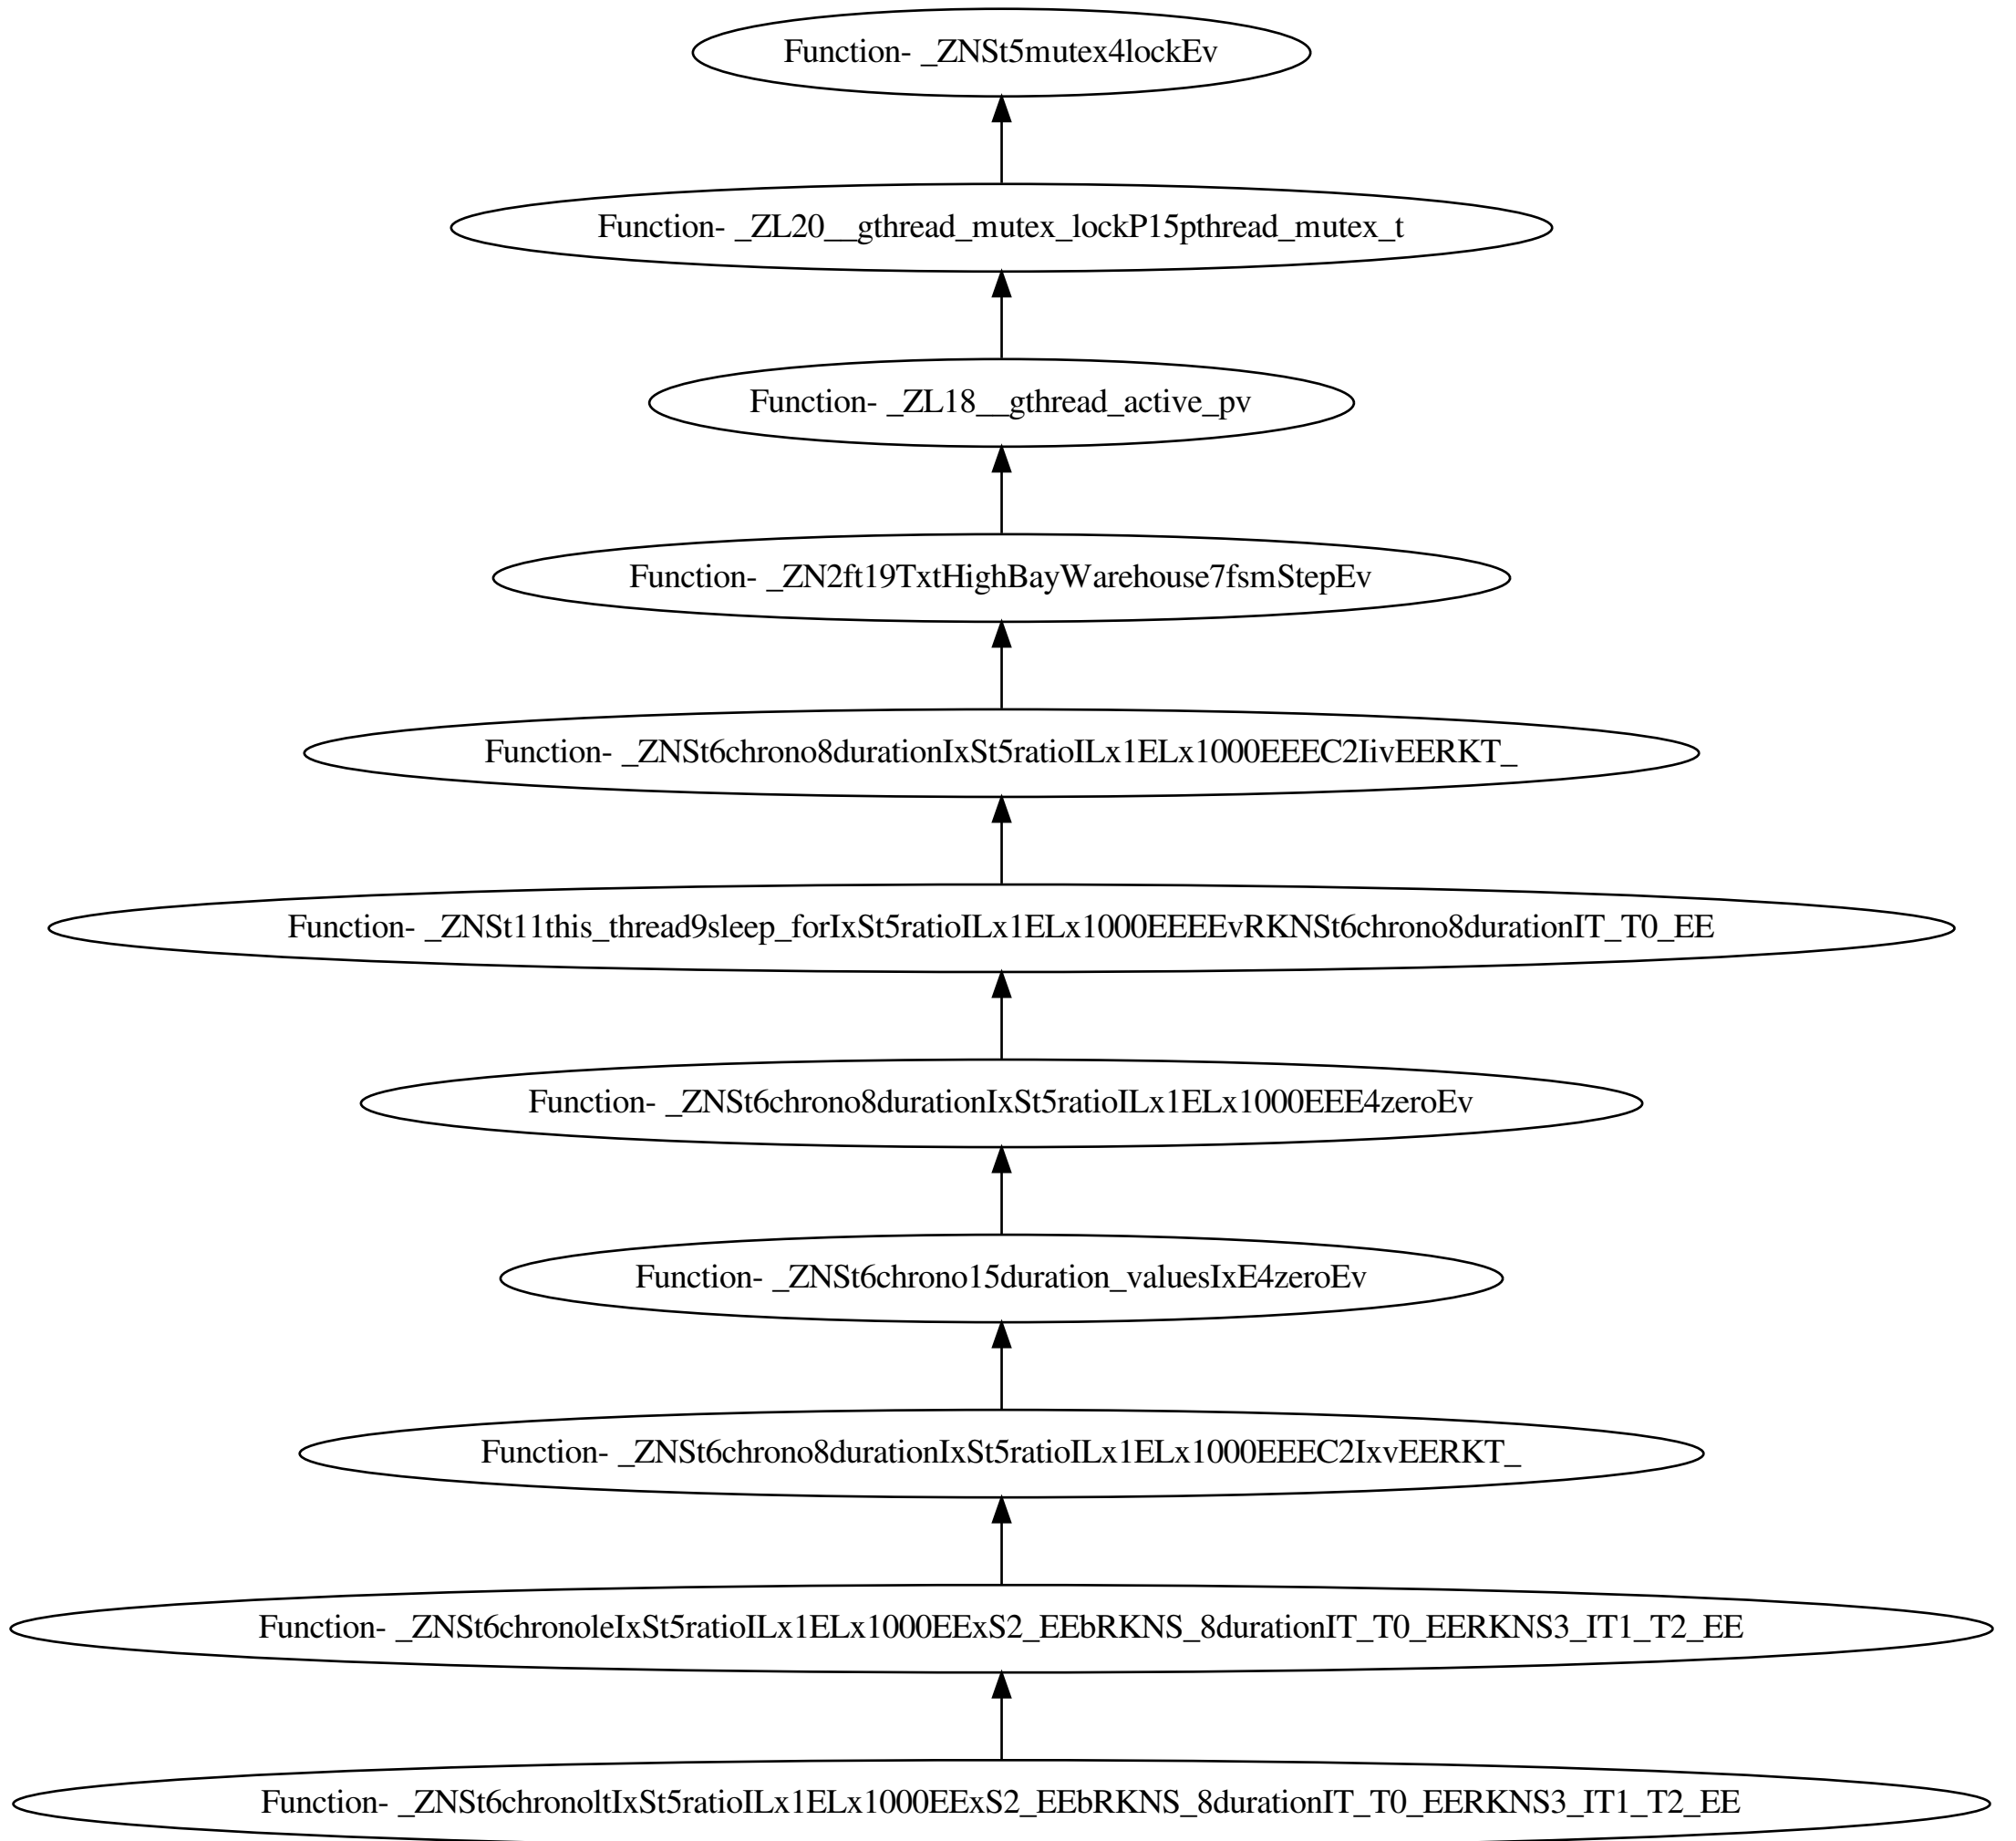 Function- _ZNSt5mutex4lockEv
Function- _ZL20__gthread_mutex_lockP15pthread_mutex_t
Function- _ZL18__gthread_active_pv
Function- _ZN2ft19TxtHighBayWarehouse7fsmStepEv
Function- _ZNSt6chrono8durationIxSt5ratioILx1ELx1000EEEC2IivEERKT_
Function- _ZNSt11this_thread9sleep_forIxSt5ratioILx1ELx1000EEEEvRKNSt6chrono8durationIT_T0_EE
Function- _ZNSt6chrono8durationIxSt5ratioILx1ELx1000EEE4zeroEv
Function- _ZNSt6chrono15duration_valuesIxE4zeroEv
Function- _ZNSt6chrono8durationIxSt5ratioILx1ELx1000EEEC2IxvEERKT_
Function- _ZNSt6chronoleIxSt5ratioILx1ELx1000EExS2_EEbRKNS_8durationIT_T0_EERKNS3_IT1_T2_EE
Function- _ZNSt6chronoltIxSt5ratioILx1ELx1000EExS2_EEbRKNS_8durationIT_T0_EERKNS3_IT1_T2_EE